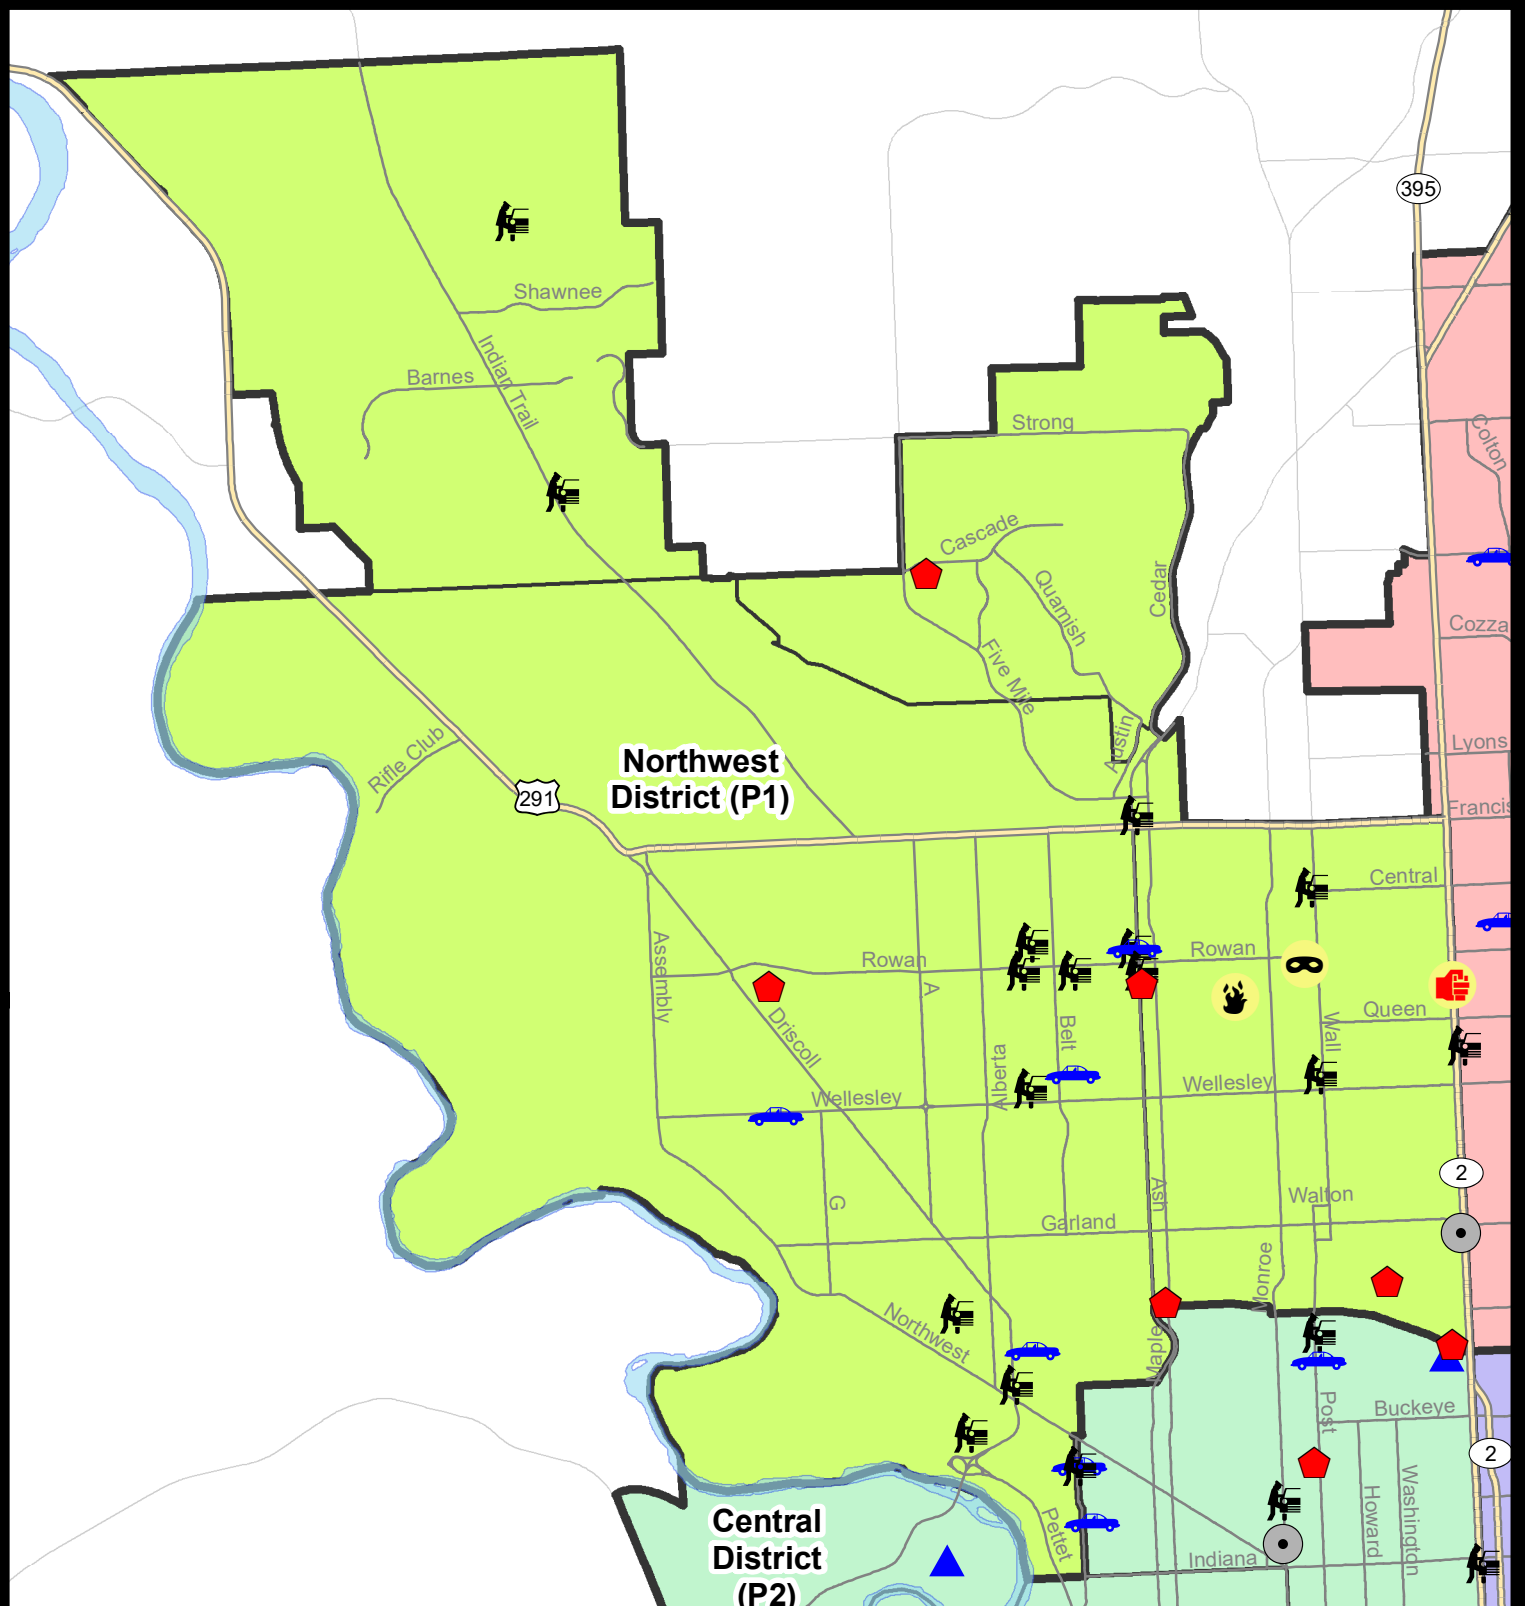 395
Shawnee
Indian Trail
Barnes
Strong
Colton
Cascade
Quamish
Cedar
Five Mile
Cozza
Austin
Lyons
Rifle Club
Northwest
District (P1)
291
Francis
Central
Assembly
Rowan
Rowan
A
Driscoll
Belt
Queen
Wall
Alberta
Wellesley
Wellesley
2
Ash
Walton
G
Garland
Monroe
Northwest
Maple
Post
Buckeye
2
Washington
Howard
Pettet
Indiana
Central
District
(P2)